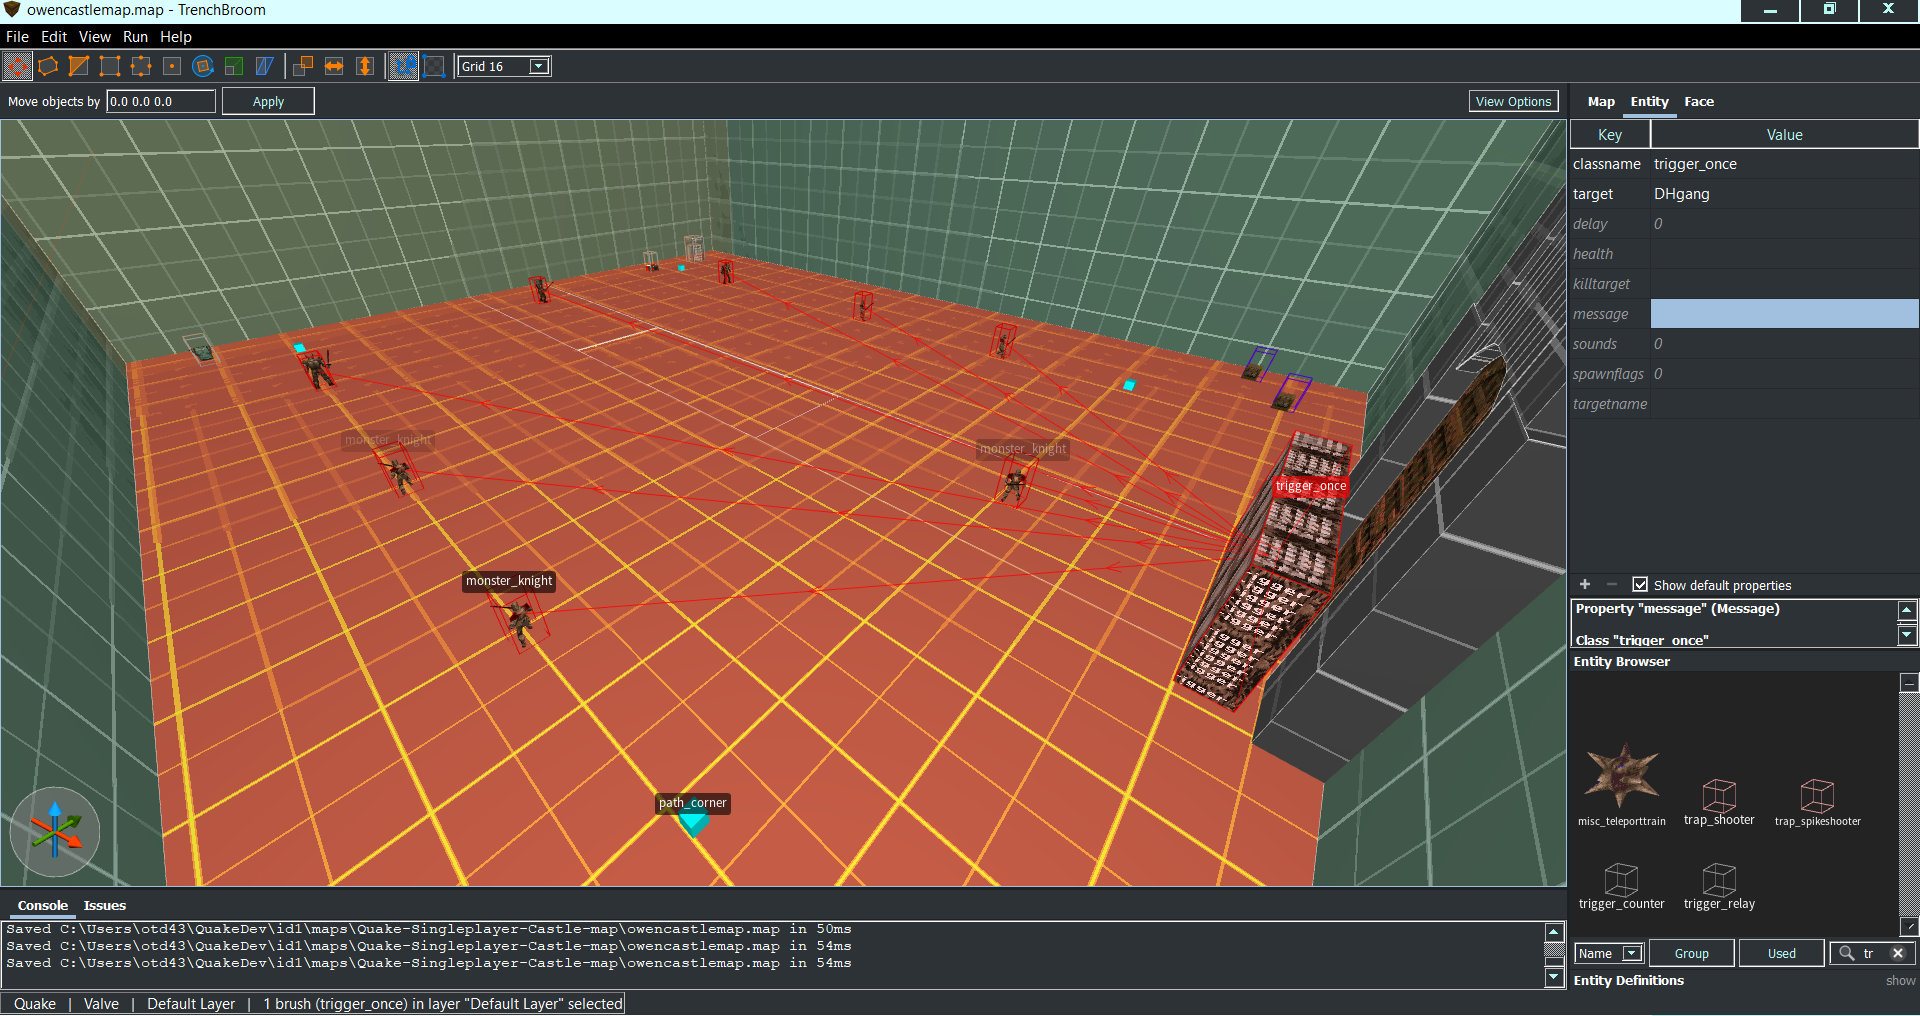 owencastlemap.map - TrenchBroom
File Edit View Run Help
Grid 16
Move objects by 0.0 0.0 0.0 Apply
View Options
Map Entity Face
Key Value
classname trigger_once
target DHgang
delay 0
health
killtarget
message
sounds 0
spawnflags 0
targetname
monster_knight
monster_knight
trigger_once
monster_knight
path_corner
+ − Show default properties
Property "message" (Message)
Class "trigger_once"
Entity Browser
misc_teleporttrain
trap_shooter
trap_spikeshooter
trigger_counter
trigger_relay
Name Group Used tr
Entity Definitions show
Console Issues
Saved C:\Users\otd43\QuakeDev\id1\maps\Quake-Singleplayer-Castle-map\owencastlemap.map in 50ms
Saved C:\Users\otd43\QuakeDev\id1\maps\Quake-Singleplayer-Castle-map\owencastlemap.map in 54ms
Saved C:\Users\otd43\QuakeDev\id1\maps\Quake-Singleplayer-Castle-map\owencastlemap.map in 54ms
Quake | Valve | Default Layer | 1 brush (trigger_once) in layer "Default Layer" selected